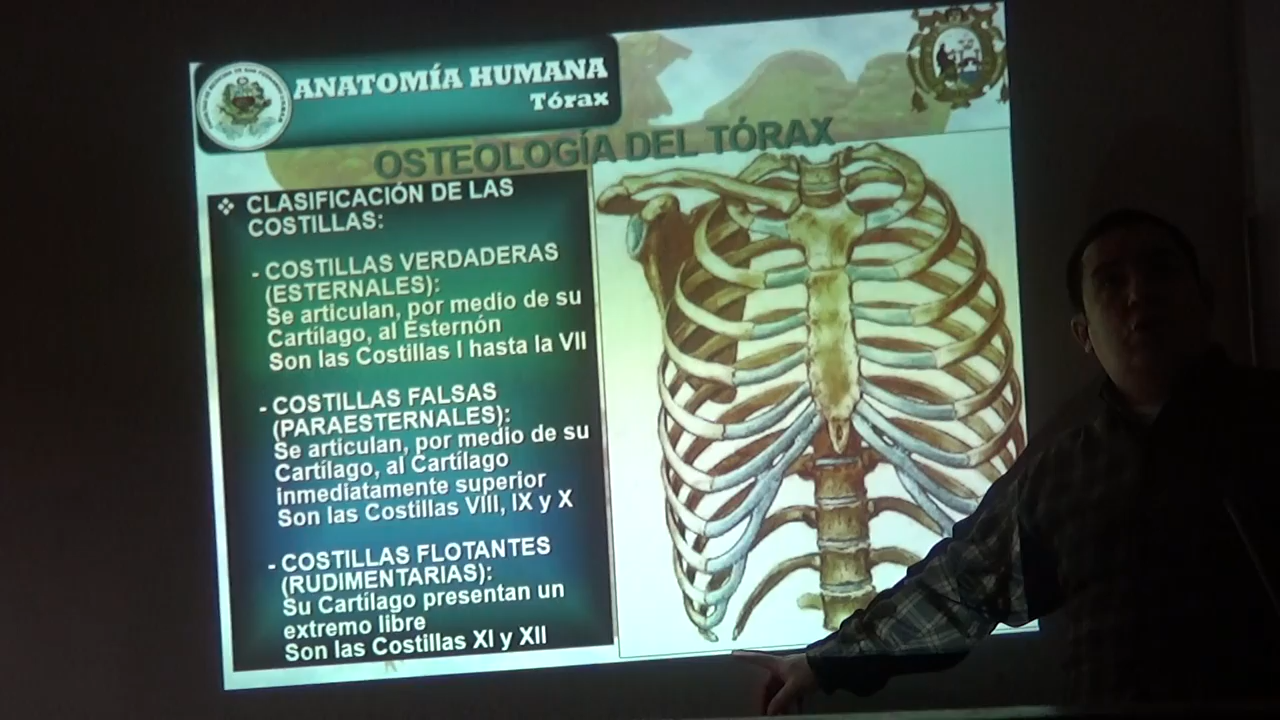 ANATOMÍA HUMANA
Tórax
OSTEOLOGÍA DEL TÓRAX
CLASIFICACIÓN DE LAS
COSTILLAS:
- COSTILLAS VERDADERAS
(ESTERNALES):
Se articulan, por medio de su
Cartílago, al Esternón
Son las Costillas I hasta la VII
- COSTILLAS FALSAS
(PARAESTERNALES):
Se articulan, por medio de su
Cartílago, al Cartílago
inmediatamente superior
Son las Costillas VIII, IX y X
- COSTILLAS FLOTANTES
(RUDIMENTARIAS):
Su Cartílago presentan un
extremo libre
Son las Costillas XI y XII